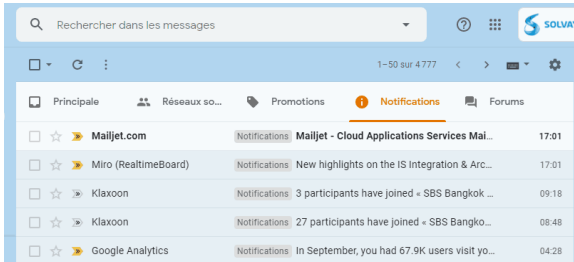 Rechercher dans les messages
SOLVA
1–50 sur 4 777
Principale Réseaux so... Promotions Notifications Forums
Mailjet.com Notifications Mailjet - Cloud Applications Services Mai... 17:01
Miro (RealtimeBoard) Notifications New highlights on the IS Integration & Arc... 17:01
Klaxoon Notifications 3 participants have joined « SBS Bangkok ... 09:18
Klaxoon Notifications 27 participants have joined « SBS Bangko... 08:48
Google Analytics Notifications In September, you had 67.9K users visit yo... 04:28